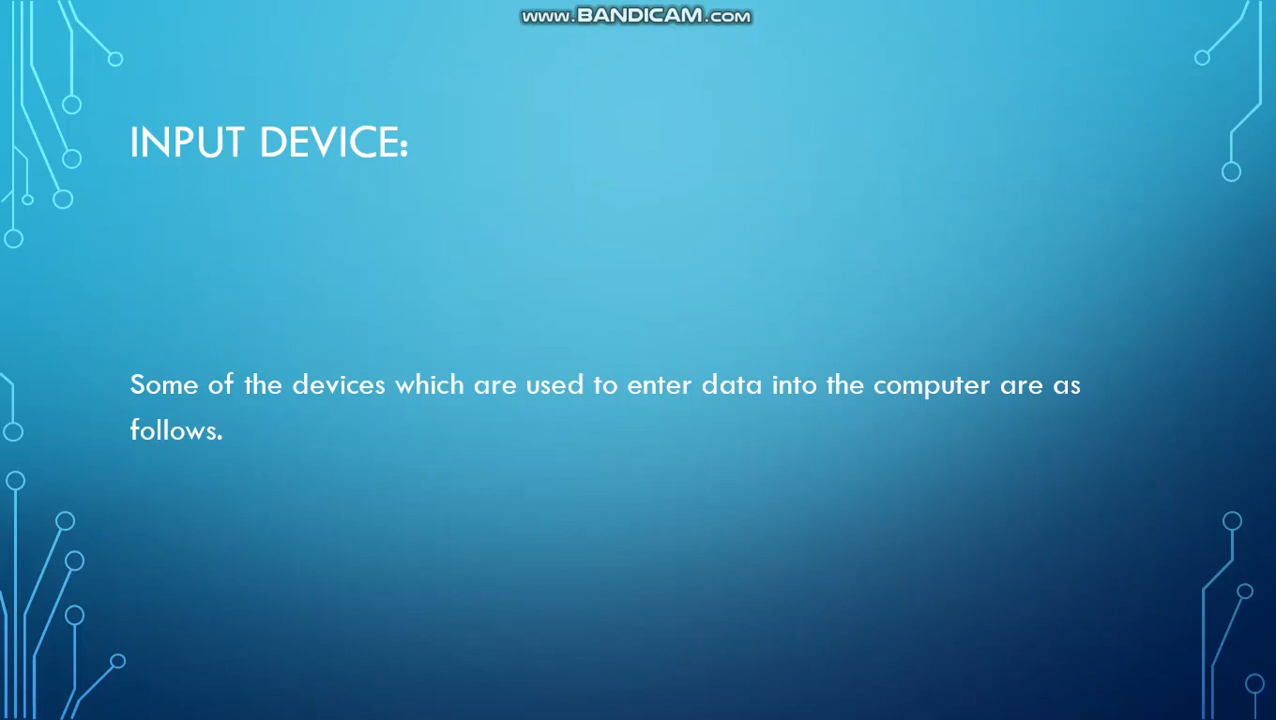 www.BANDICAM.com
INPUT DEVICE:
Some of the devices which are used to enter data into the computer are as
follows.